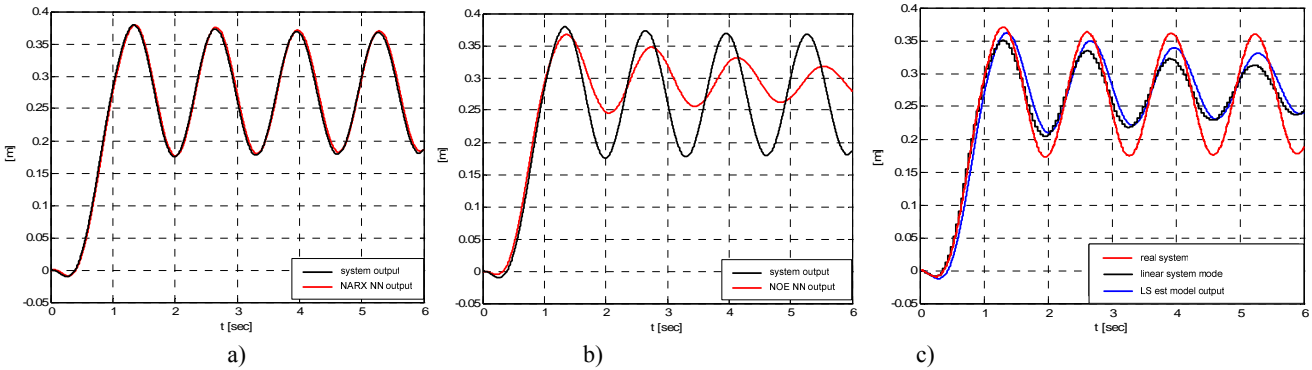 0.4
0.35
0.3
0.25
0.2
0.15
0.1
0.05
0
-0.05
[m]
0 1 2 3 4 5 6
t [sec]
system output
NARX NN output
a)
0.4
0.35
0.3
0.25
0.2
0.15
0.1
0.05
0
-0.05
[m]
0 1 2 3 4 5 6
t [sec]
system output
NOE NN output
b)
0.4
0.35
0.3
0.25
0.2
0.15
0.1
0.05
0
-0.05
[m]
0 1 2 3 4 5 6
t [sec]
real system
linear system mode
LS est model output
c)